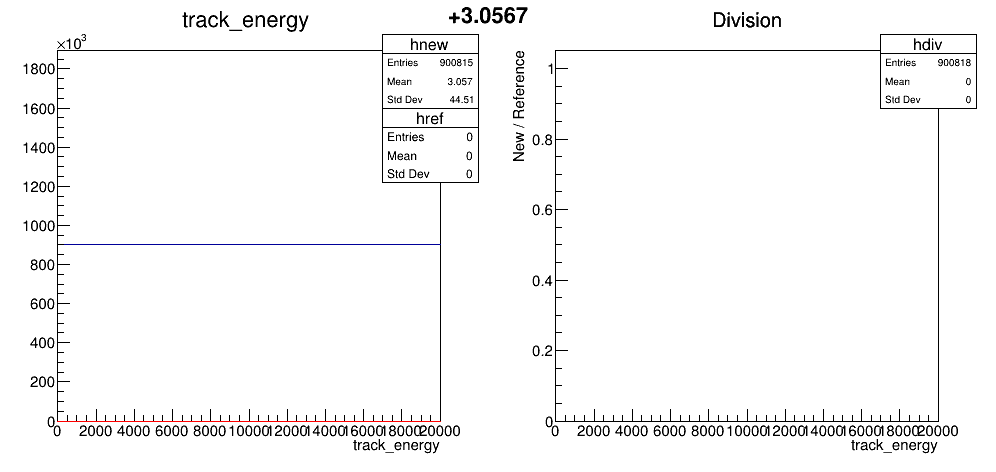 track_energy
+3.0567
Division
×10³
hnew
Entries 900815
Mean 3.057
Std Dev 44.51
href
Entries 0
Mean 0
Std Dev 0
1800
1600
1400
1200
1000
800
600
400
200
0
0 2000 4000 6000 8000 10000 12000 14000 16000 18000 20000
track_energy
hdiv
Entries 900818
Mean 0
Std Dev 0
New / Reference
1
0.8
0.6
0.4
0.2
0
0 2000 4000 6000 8000 10000 12000 14000 16000 18000 20000
track_energy